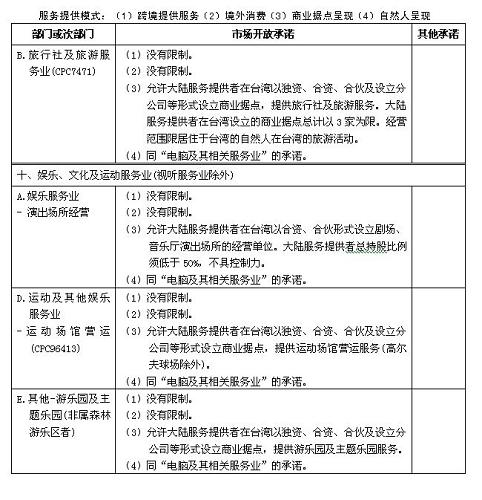 服务提供模式：（1）跨境提供服务（2）境外消费（3）商业据点呈现（4）自然人呈现
部门或次部门
市场开放承诺
其他承诺
B.旅行社及旅游服
务业(CPC7471)
（1）没有限制。
（2）没有限制。
（3）允许大陆服务提供者在台湾以独资、合资、合伙及设立分
公司等形式设立商业据点，提供旅行社及旅游服务。大陆
服务提供者在台湾设立的商业据点总计以 3 家为限。经营
范围限居住于台湾的自然人在台湾的旅游活动。
（4）同“电脑及其相关服务业”的承诺。
十、娱乐、文化及运动服务业(视听服务业除外)
A.娱乐服务业
- 演出场所经营
（1）没有限制。
（2）没有限制。
（3）允许大陆服务提供者在台湾以合资、合伙形式设立剧场、
音乐厅演出场所的经营单位。大陆服务提供者总持股比例
须低于 50%，不具控制力。
（4）同“电脑及其相关服务业”的承诺。
D.运动及其他娱乐
服务业
- 运动场馆营运
(CPC96413)
（1）没有限制。
（2）没有限制。
（3）允许大陆服务提供者在台湾以独资、合资、合伙及设立分
公司等形式设立商业据点，提供运动场馆营运服务(高尔
夫球场除外)。
（4）同“电脑及其相关服务业”的承诺。
E.其他-游乐园及主
题乐园(非属森林
游乐区者)
（1）没有限制。
（2）没有限制。
（3）允许大陆服务提供者在台湾以独资、合资、合伙及设立分
公司等形式设立商业据点，提供游乐园及主题乐园服务。
（4）同“电脑及其相关服务业”的承诺。